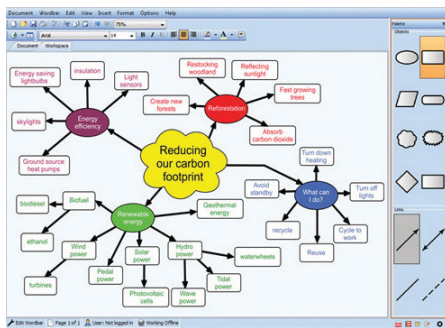 Document Wordbar Edit View Insert Format Options Help
75%
Arial 14 B I U
Document Workspace
Palette
Objects
Energy saving
lightbulbs
insulation
Light
sensors
skylights
Energy
efficiency
Ground source
heat pumps
Restocking
woodland
Reflecting
sunlight
Create new
forests
Reforestation
Fast growing
trees
Absorb
carbon dioxide
Reducing
our carbon
footprint
Turn down
heating
Avoid
standby
What can
I do?
Turn off
lights
recycle
Reuse
Cycle to
work
biodiesel
Biofuel
Renewable
energy
Geothermal
energy
ethanol
Wind
power
Solar
power
Hydro
power
waterwheels
turbines
Pedal
power
Photovoltaic
cells
Wave
power
Tidal
power
Links
Edit Wordbar Page 1 of 1 User: Not logged in Working Offline